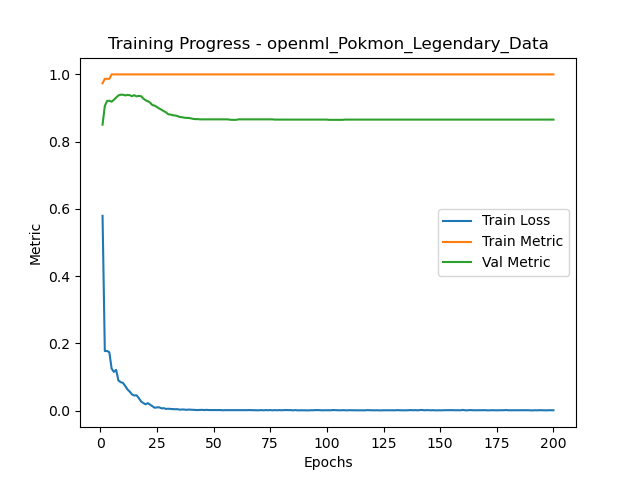 Training Progress - openml_Pokmon_Legendary_Data
1.0
0.8
0.6
0.4
0.2
0.0
Metric
Train Loss
Train Metric
Val Metric
0 25 50 75 100 125 150 175 200
Epochs